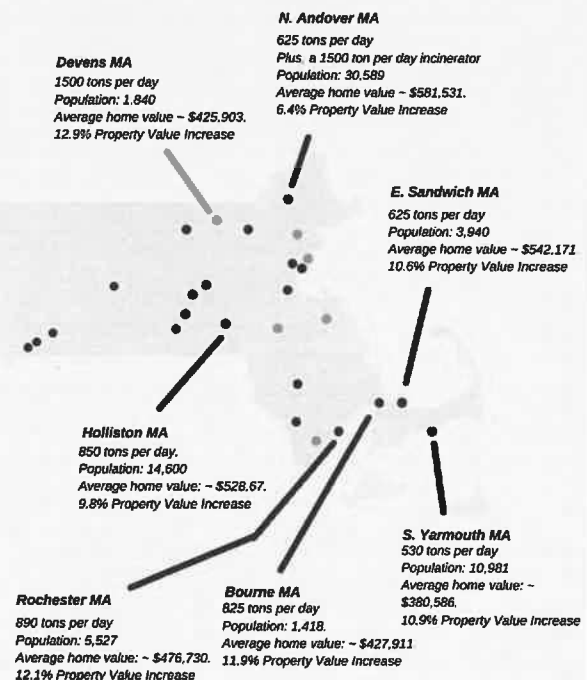 N. Andover MA
625 tons per day
Plus, a 1500 ton per day incinerator
Population: 30,589
Average home value ~ $581,531.
6.4% Property Value Increase
Devens MA
1500 tons per day
Population: 1.840
Average home value ~ $425,903.
12.9% Property Value Increase
E. Sandwich MA
625 tons per day
Population: 3,940
Average home value ~ $542,171
10.6% Property Value Increase
Holliston MA
850 tons per day.
Population: 14,600
Average home value: ~ $528.67.
9.8% Property Value Increase
S. Yarmouth MA
530 tons per day
Population: 10,981
Average home value: ~
$380,586.
10.9% Property Value Increase
Rochester MA
890 tons per day
Population: 5,527
Average home value: ~ $476,730.
12.1% Property Value Increase
Bourne MA
825 tons per day
Population: 1,418.
Average home value: ~ $427,911
11.9% Property Value Increase